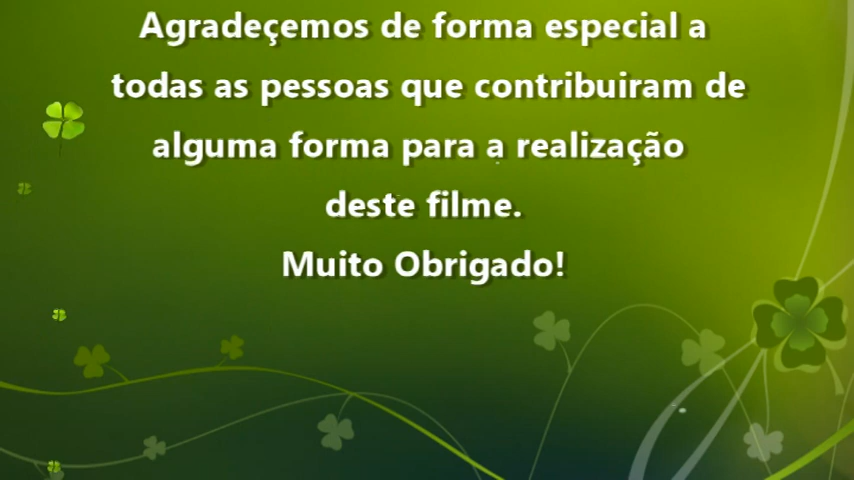 Agradeçemos de forma especial a
todas as pessoas que contribuiram de
alguma forma para a realização
deste filme.
Muito Obrigado!